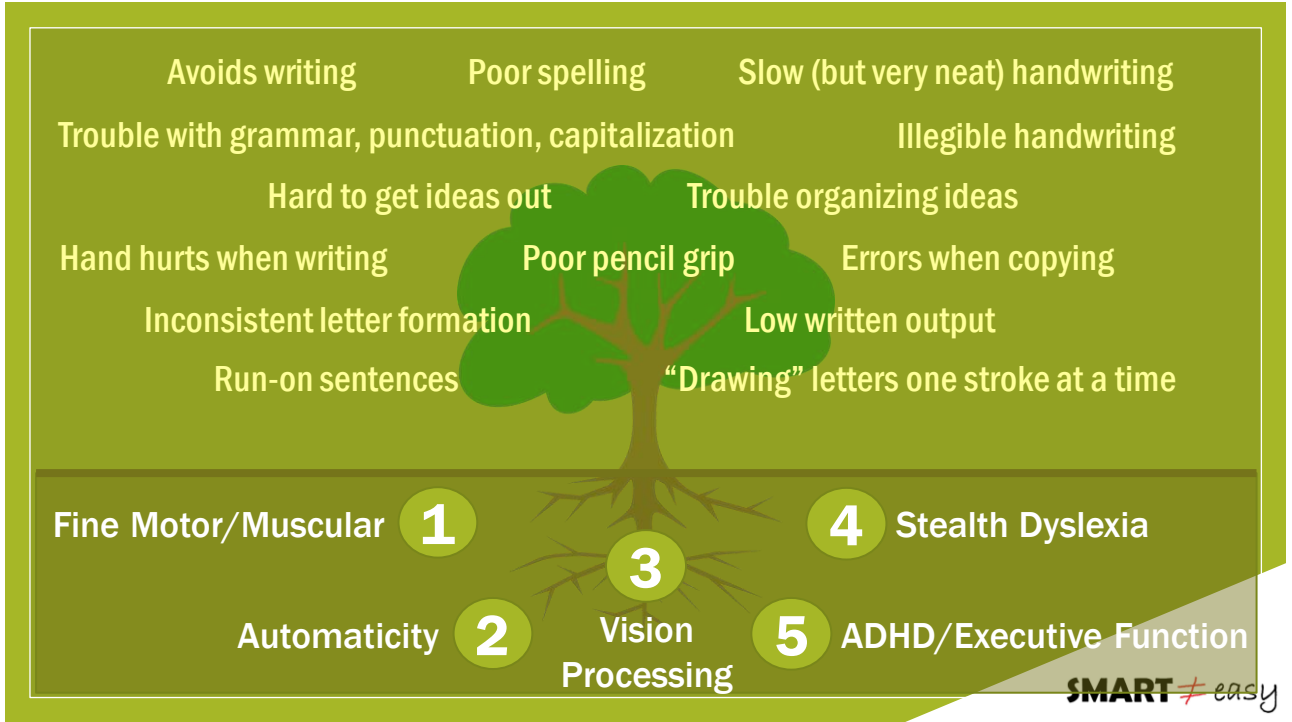 Avoids writing Poor spelling Slow (but very neat) handwriting
Trouble with grammar, punctuation, capitalization Illegible handwriting
Hard to get ideas out Trouble organizing ideas
Hand hurts when writing Poor pencil grip Errors when copying
Inconsistent letter formation Low written output
Run-on sentences “Drawing” letters one stroke at a time
Fine Motor/Muscular 1 4 Stealth Dyslexia
3
Automaticity 2 Vision 5 ADHD/Executive Function
Processing
SMART ≠ easy